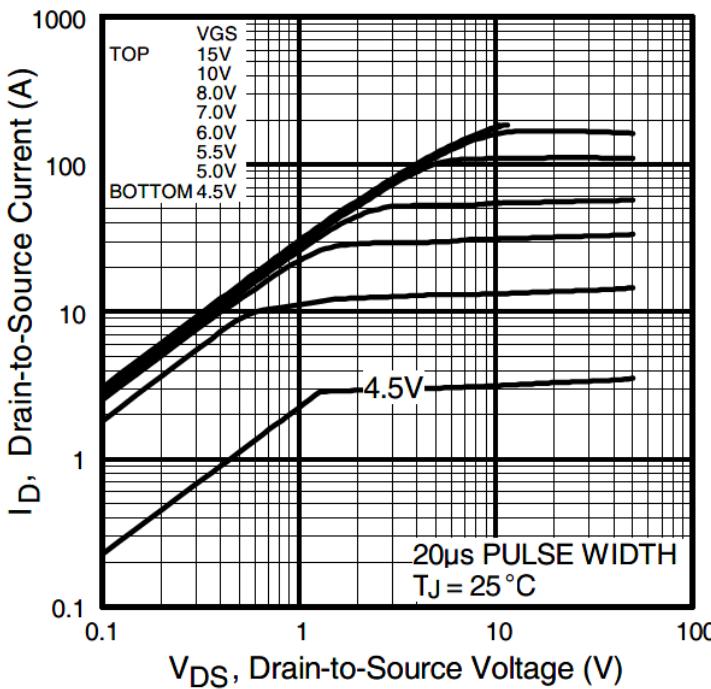 1000
VGS
TOP 15V
10V
8.0V
7.0V
6.0V
5.5V
5.0V
BOTTOM 4.5V
100
10
1
0.1
4.5V
20µs PULSE WIDTH
TJ = 25°C
0.1 1 10 100
VDS, Drain-to-Source Voltage (V)
ID, Drain-to-Source Current (A)